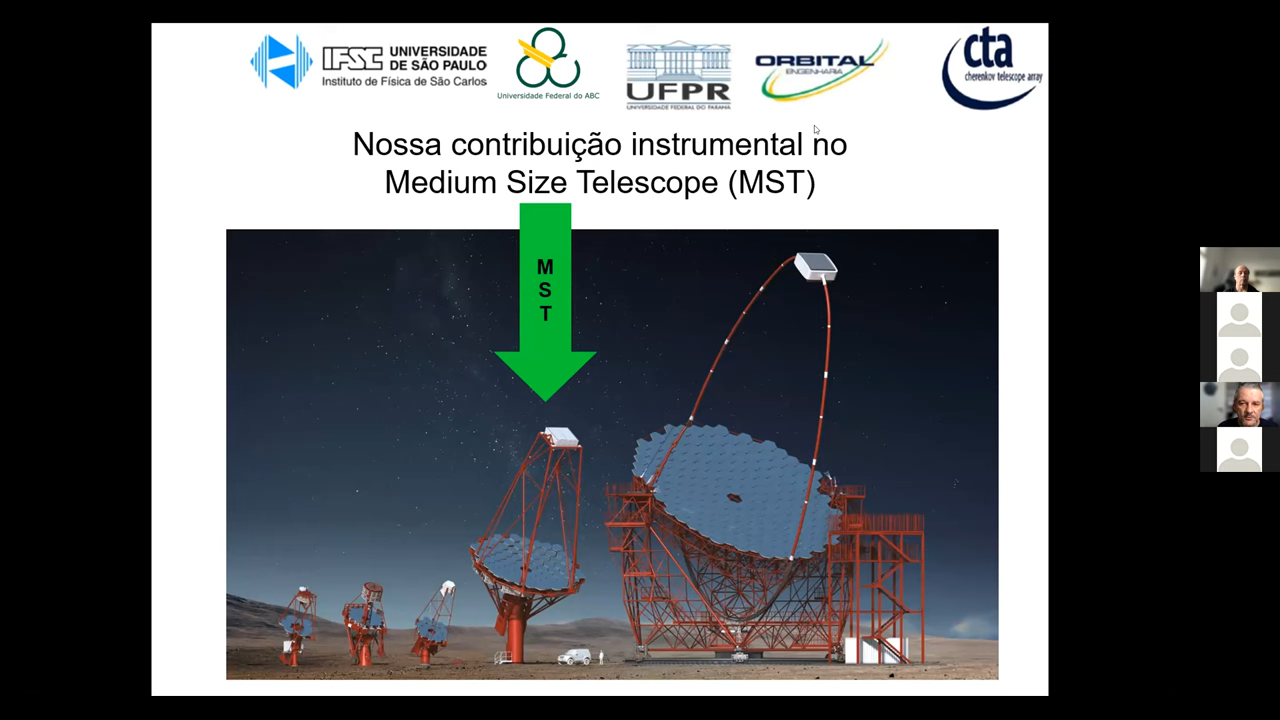 IFSC
UNIVERSIDADE
DE SÃO PAULO
Instituto de Física de São Carlos
Universidade Federal do ABC
UFPR
UNIVERSIDADE FEDERAL DO PARANÁ
ORBITAL
ENGENHARIA
cta
cherenkov telescope array
Nossa contribuição instrumental no
Medium Size Telescope (MST)
M
S
T